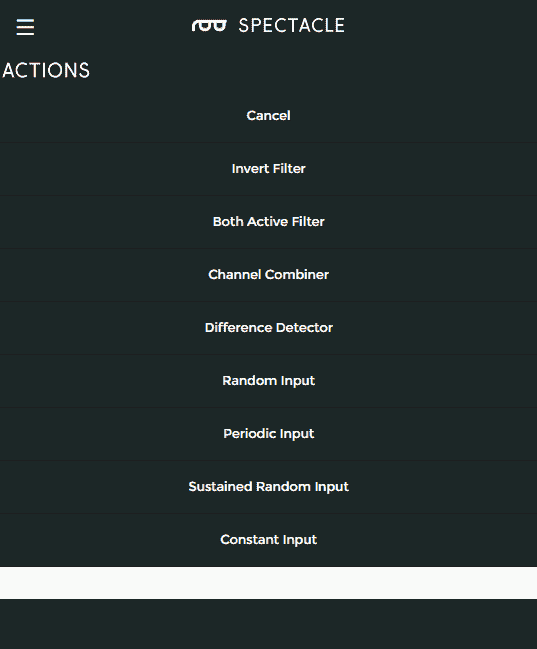 SPECTACLE
ACTIONS
Cancel
Invert Filter
Both Active Filter
Channel Combiner
Difference Detector
Random Input
Periodic Input
Sustained Random Input
Constant Input